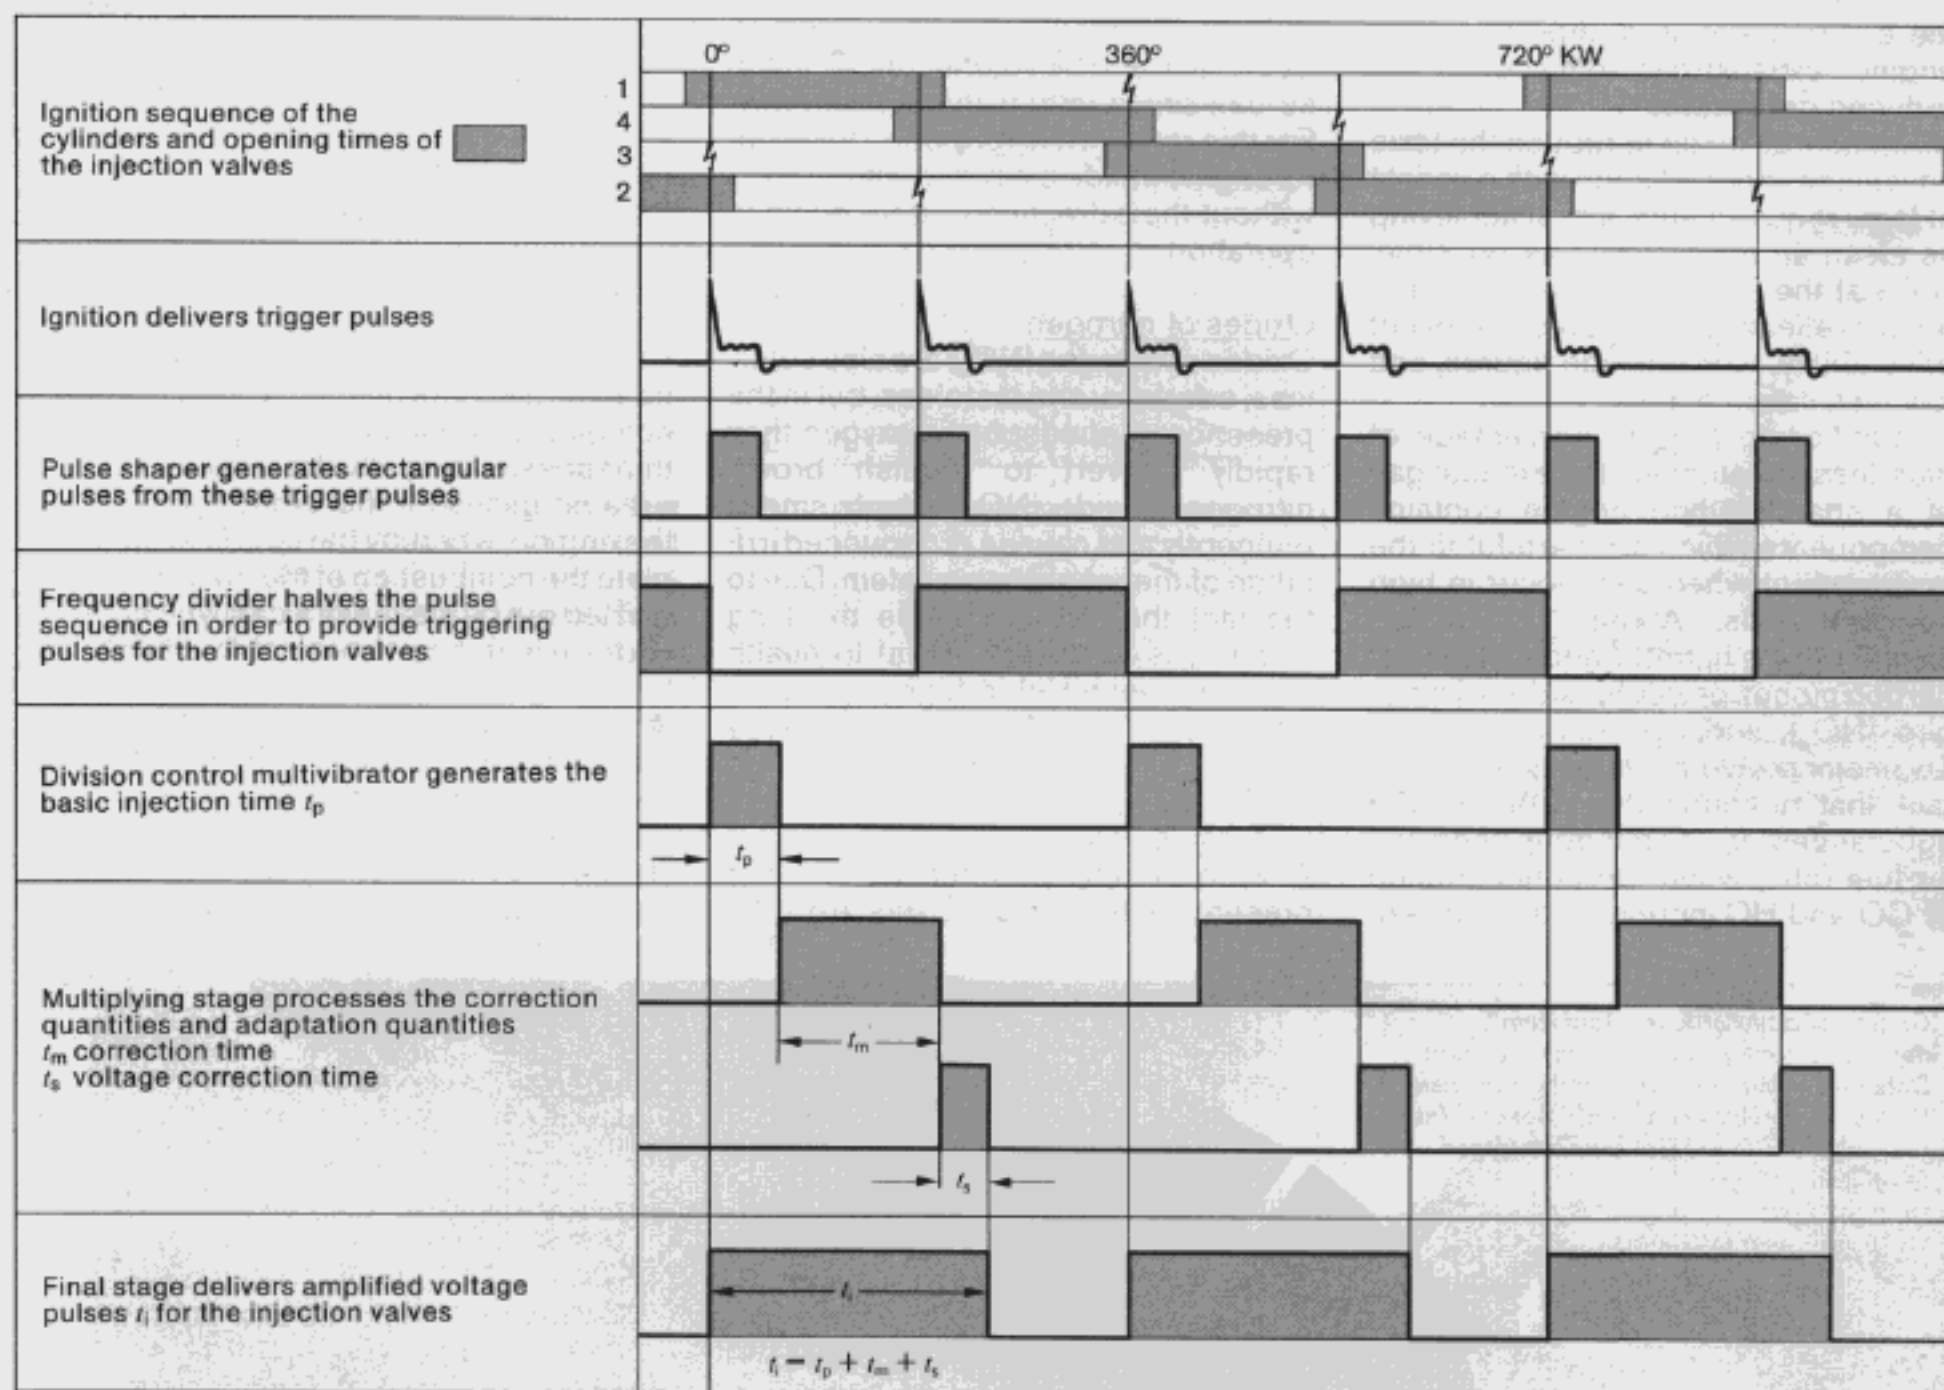 0° 360° 720° KW
Ignition sequence of the
cylinders and opening times of
the injection valves
1
4
3
2
Ignition delivers trigger pulses
Pulse shaper generates rectangular
pulses from these trigger pulses
Frequency divider halves the pulse
sequence in order to provide triggering
pulses for the injection valves
Division control multivibrator generates the
basic injection time tp
tp
Multiplying stage processes the correction
quantities and adaptation quantities
tm correction time
ts voltage correction time
tm
ts
Final stage delivers amplified voltage
pulses ti for the injection valves
ti
ti = tp + tm + ts